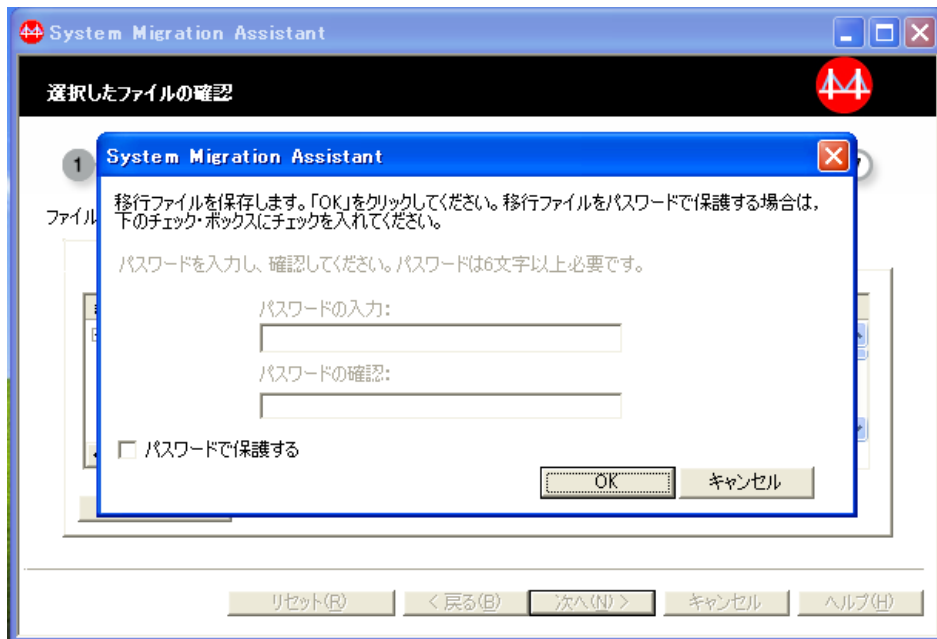 System Migration Assistant
選択したファイルの確認
1
System Migration Assistant
ファイル
移行ファイルを保存します。「OK」をクリックしてください。移行ファイルをパスワードで保護する場合は、
下のチェック・ボックスにチェックを入れてください。
パスワードを入力し、確認してください。パスワードは6文字以上必要です。
パスワードの入力:
パスワードの確認:
パスワードで保護する
OK
キャンセル
リセット(R)
< 戻る(B)
次へ(N) >
キャンセル
ヘルプ(H)